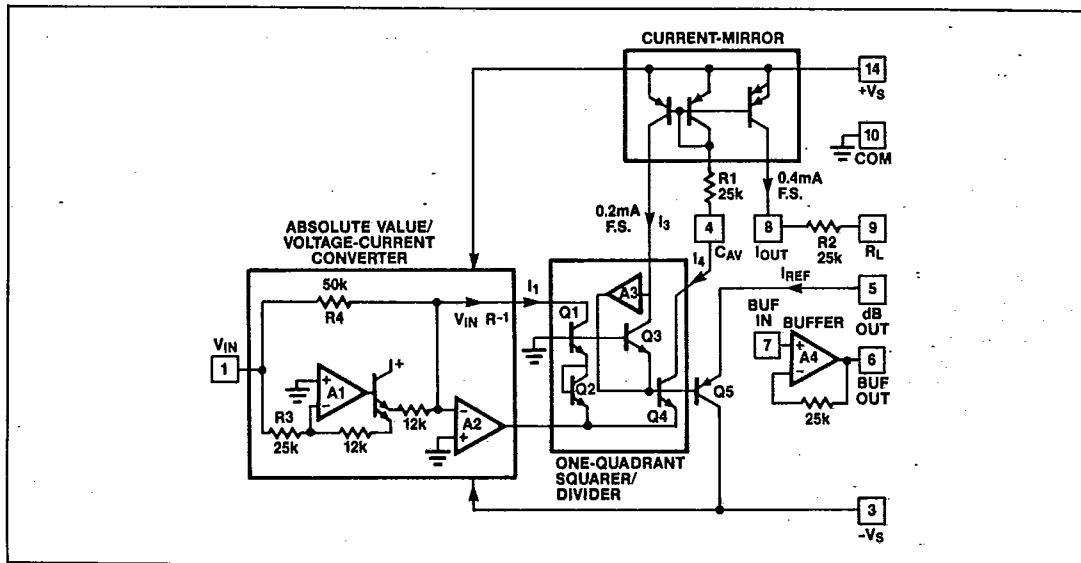 CURRENT-MIRROR
14
+VS
10
COM
R1
25k
0.4mA
F.S.
0.2mA
F.S.
I3
4
CAV
8
IOUT
R2
25k
9
RL
ABSOLUTE VALUE/
VOLTAGE-CURRENT
CONVERTER
I4
IREF
5
dB
OUT
50k
R4
I1
VIN R-1
A3
Q1
Q3
BUF
IN
7
BUFFER
A4
6
BUF
OUT
25k
VIN
1
+
A1
+
−
R3
25k
12k
12k
A2
−
+
Q2
Q4
Q5
+
−
ONE-QUADRANT
SQUARER/
DIVIDER
3
−VS